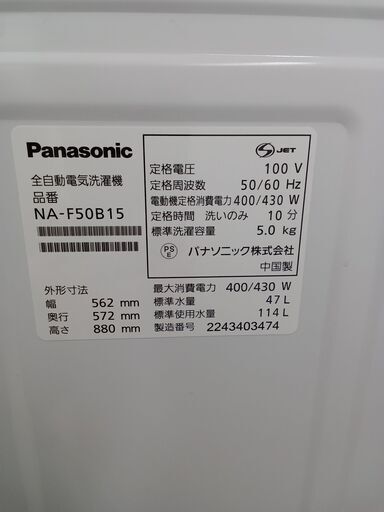 Panasonic
全自動電気洗濯機
品番
NA-F50B15
外形寸法
幅 562 mm
奥行 572 mm
高さ 880 mm
S JET
定格電圧 100 V
定格周波数 50/60 Hz
電動機定格消費電力 400/430 W
定格時間 洗いのみ 10 分
標準洗濯容量 5.0 kg
PS E パナソニック株式会社
中国製
最大消費電力 400/430 W
標準水量 47 L
標準使用水量 114 L
製造番号 2243403474